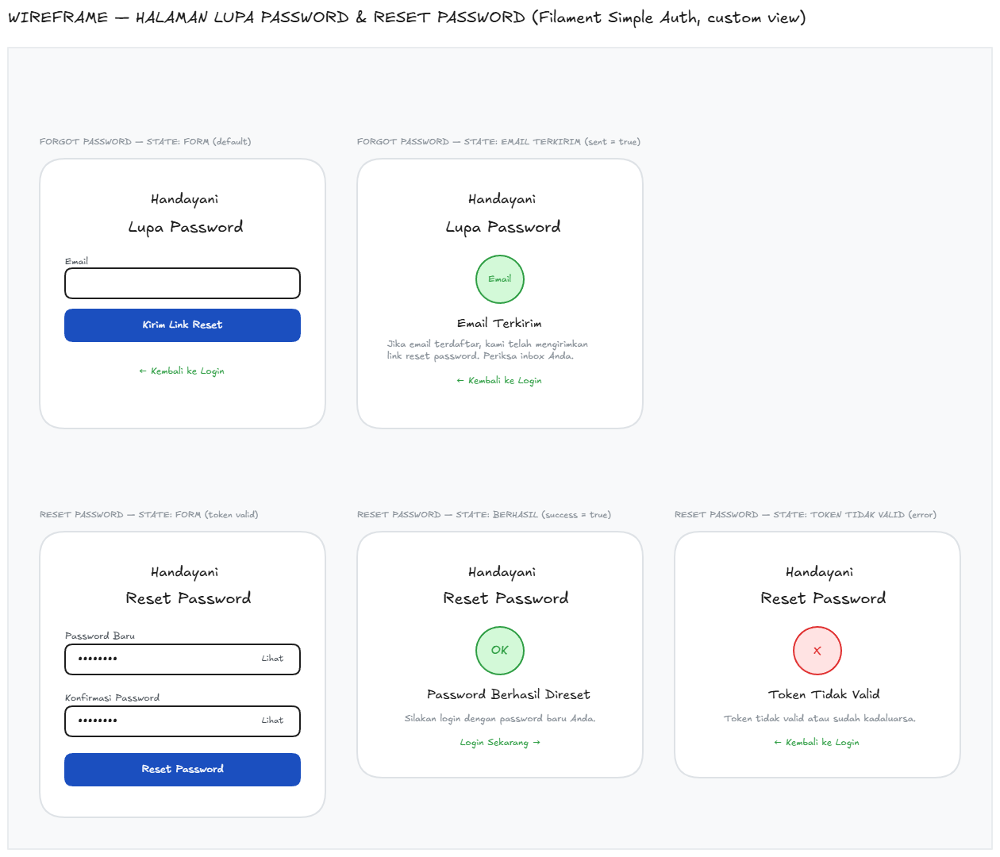 WIREFRAME — HALAMAN LUPA PASSWORD & RESET PASSWORD (Filament Simple Auth, custom view)
FORGOT PASSWORD — STATE: FORM (default)
Handayani
Lupa Password
Email
Kirim Link Reset
← Kembali ke Login
FORGOT PASSWORD — STATE: EMAIL TERKIRIM (sent = true)
Handayani
Lupa Password
Email
Email Terkirim
Jika email terdaftar, kami telah mengirimkan
link reset password. Periksa inbox Anda.
← Kembali ke Login
RESET PASSWORD — STATE: FORM (token valid)
Handayani
Reset Password
Password Baru
••••••••
Lihat
Konfirmasi Password
••••••••
Lihat
Reset Password
RESET PASSWORD — STATE: BERHASIL (success = true)
Handayani
Reset Password
OK
Password Berhasil Direset
Silakan login dengan password baru Anda.
Login Sekarang →
RESET PASSWORD — STATE: TOKEN TIDAK VALID (error)
Handayani
Reset Password
X
Token Tidak Valid
Token tidak valid atau sudah kadaluarsa.
← Kembali ke Login